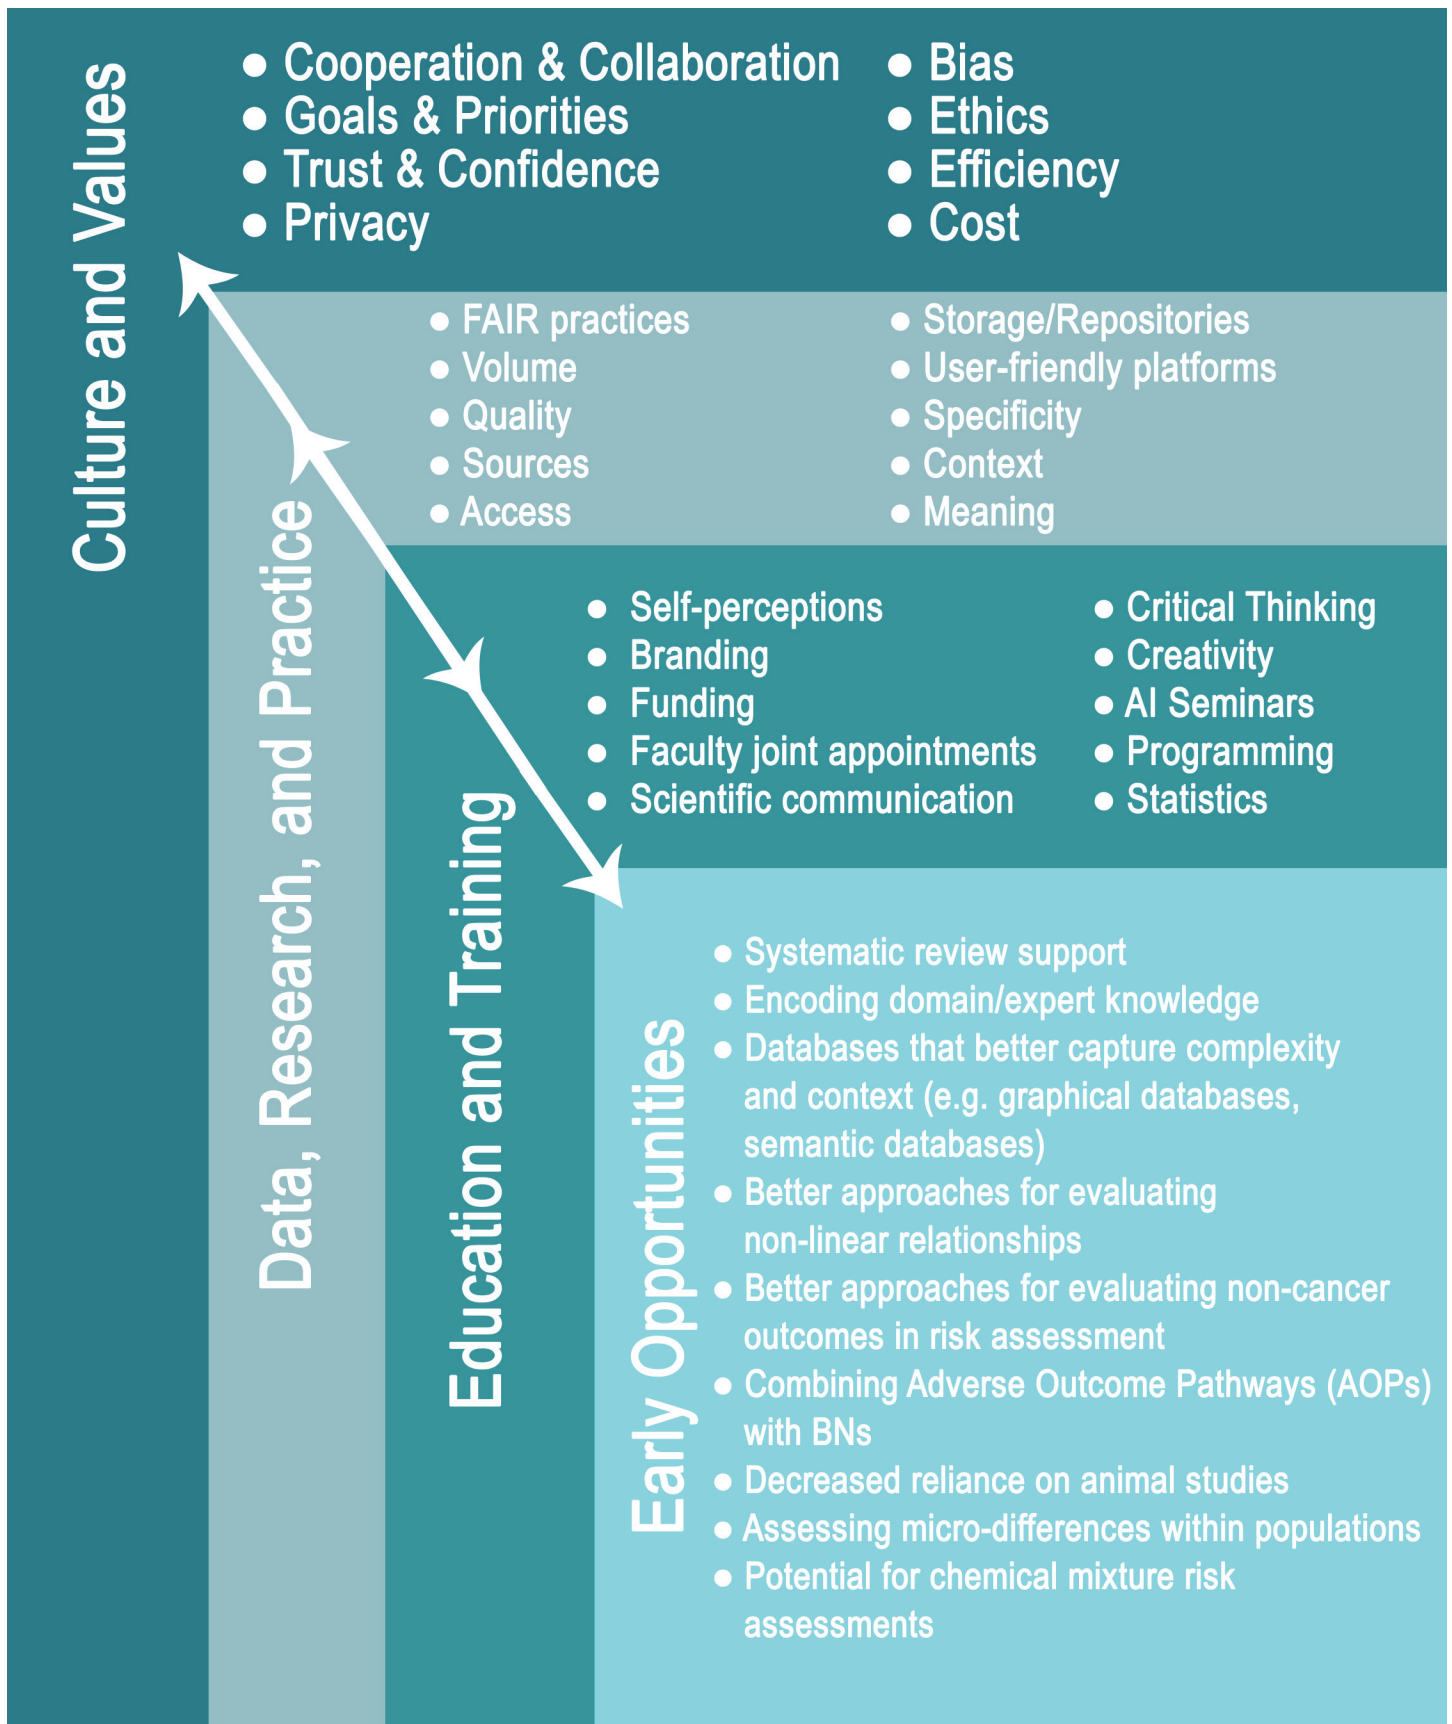 Culture and Values
● Cooperation & Collaboration
● Goals & Priorities
● Trust & Confidence
● Privacy
● Bias
● Ethics
● Efficiency
● Cost
Data, Research, and Practice
● FAIR practices
● Volume
● Quality
● Sources
● Access
● Storage/Repositories
● User-friendly platforms
● Specificity
● Context
● Meaning
Education and Training
● Self-perceptions
● Branding
● Funding
● Faculty joint appointments
● Scientific communication
● Critical Thinking
● Creativity
● AI Seminars
● Programming
● Statistics
Early Opportunities
● Systematic review support
● Encoding domain/expert knowledge
● Databases that better capture complexity
and context (e.g. graphical databases,
semantic databases)
● Better approaches for evaluating
non-linear relationships
● Better approaches for evaluating non-cancer
outcomes in risk assessment
● Combining Adverse Outcome Pathways (AOPs)
with BNs
● Decreased reliance on animal studies
● Assessing micro-differences within populations
● Potential for chemical mixture risk
assessments